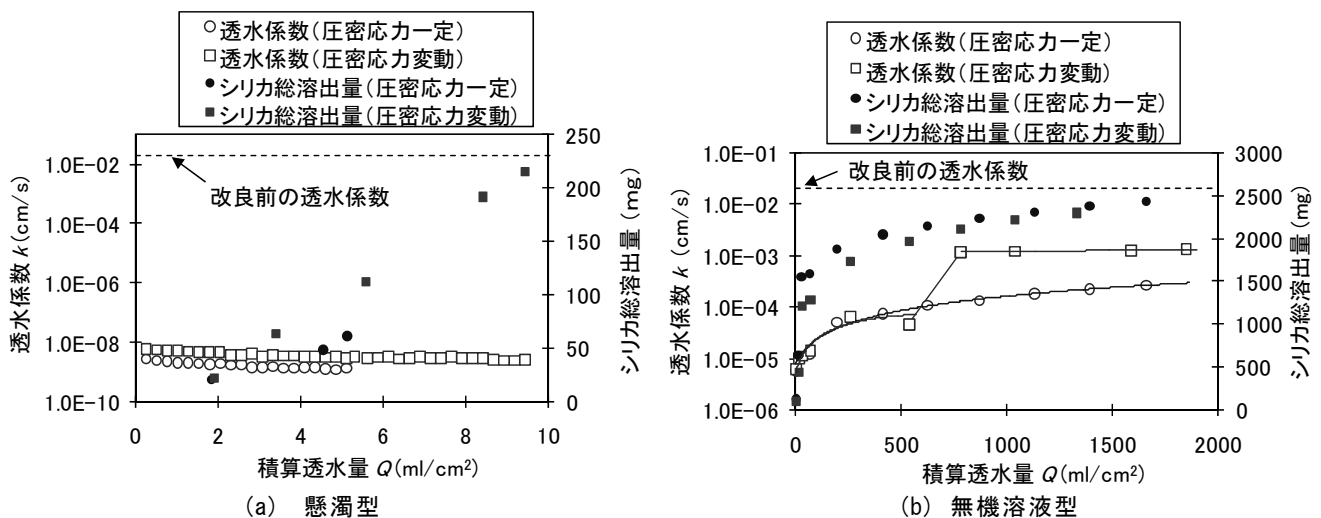 ○透水係数(圧密応力一定)
□透水係数(圧密応力変動)
●シリカ総溶出量(圧密応力一定)
■シリカ総溶出量(圧密応力変動)
透水係数 k (cm/s)
1.0E−02
1.0E−04
1.0E−06
1.0E−08
1.0E−10
改良前の透水係数
250
200
150
100
50
0
シリカ総溶出量 (mg)
0 2 4 6 8 10
積算透水量 Q(ml/cm²)
(a) 懸濁型
○透水係数(圧密応力一定)
□透水係数(圧密応力変動)
●シリカ総溶出量(圧密応力一定)
■シリカ総溶出量(圧密応力変動)
透水係数 k (cm/s)
1.0E−01
1.0E−02
1.0E−03
1.0E−04
1.0E−05
1.0E−06
改良前の透水係数
3000
2500
2000
1500
1000
500
0
シリカ総溶出量 (mg)
0 500 1000 1500 2000
積算透水量 Q(ml/cm²)
(b) 無機溶液型